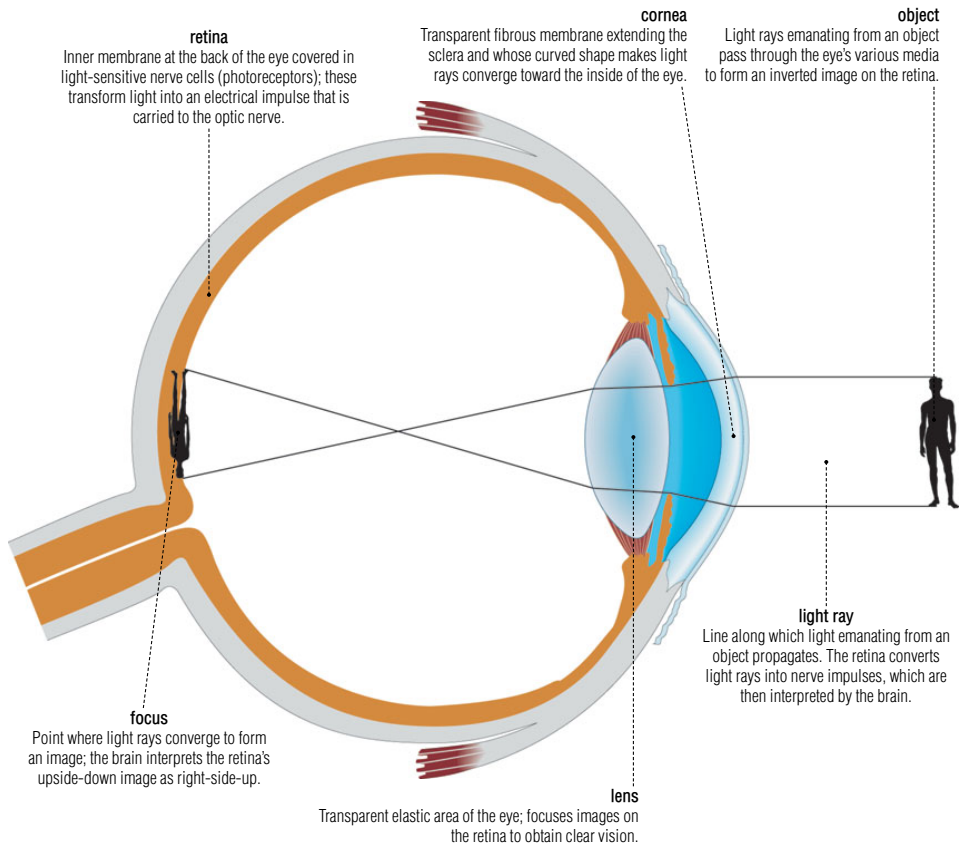 retina
Inner membrane at the back of the eye covered in
light-sensitive nerve cells (photoreceptors); these
transform light into an electrical impulse that is
carried to the optic nerve.
cornea
Transparent fibrous membrane extending the
sclera and whose curved shape makes light
rays converge toward the inside of the eye.
object
Light rays emanating from an object
pass through the eye's various media
to form an inverted image on the retina.
light ray
Line along which light emanating from an
object propagates. The retina converts
light rays into nerve impulses, which are
then interpreted by the brain.
focus
Point where light rays converge to form
an image; the brain interprets the retina's
upside-down image as right-side-up.
lens
Transparent elastic area of the eye; focuses images on
the retina to obtain clear vision.